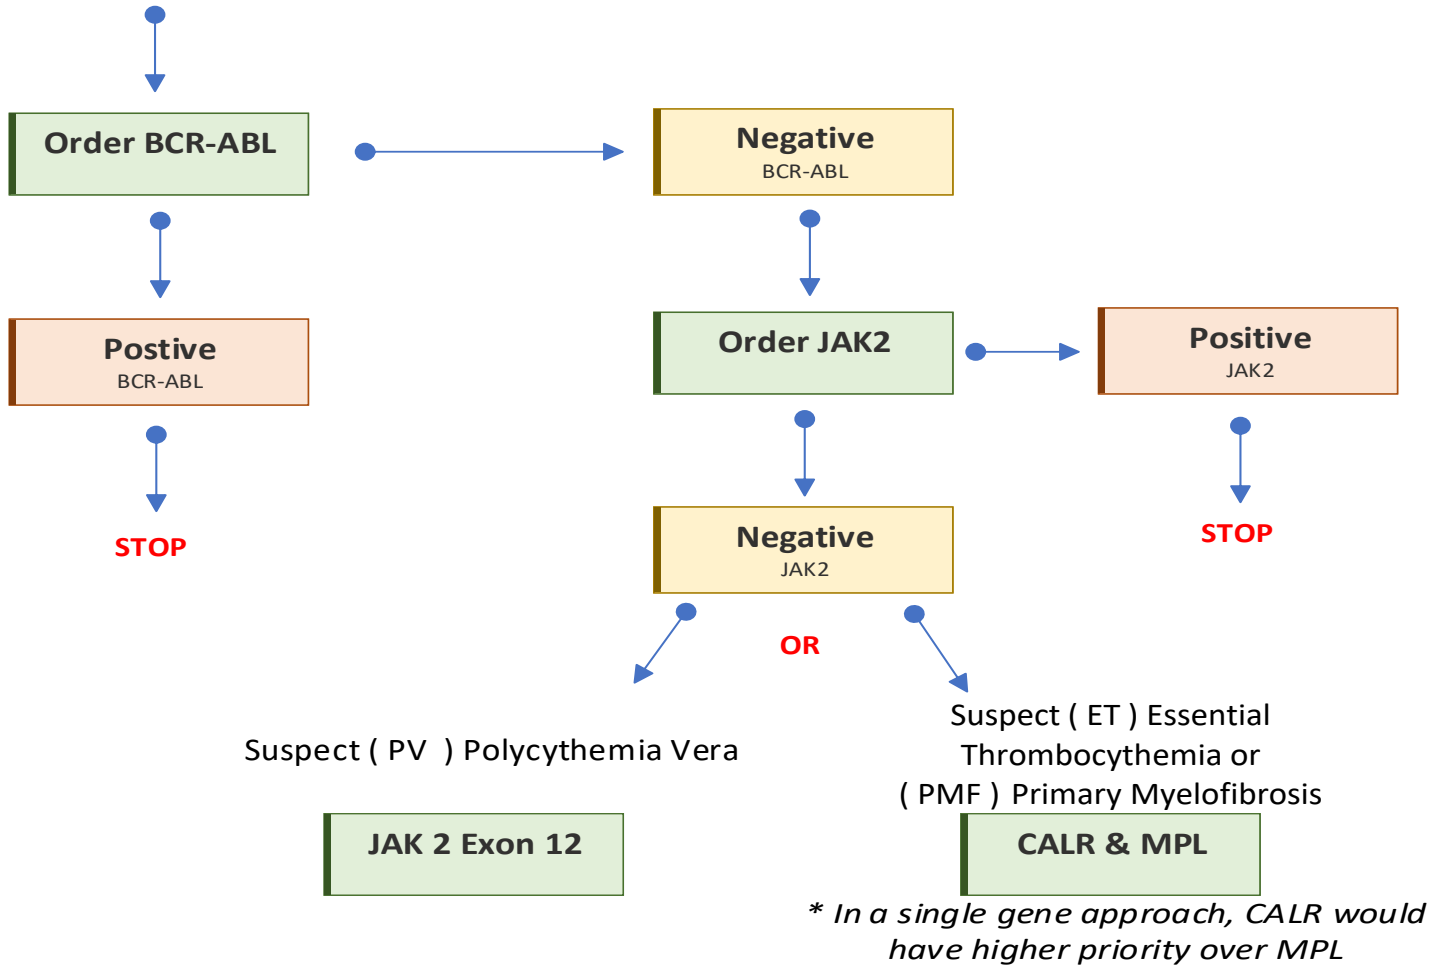 Order BCR-ABL
Negative
BCR-ABL
Postive
BCR-ABL
Order JAK2
Positive
JAK2
STOP
Negative
JAK2
STOP
OR
Suspect ( PV ) Polycythemia Vera
Suspect ( ET ) Essential
Thrombocythemia or
( PMF ) Primary Myelofibrosis
JAK 2 Exon 12
CALR & MPL
* In a single gene approach, CALR would
have higher priority over MPL